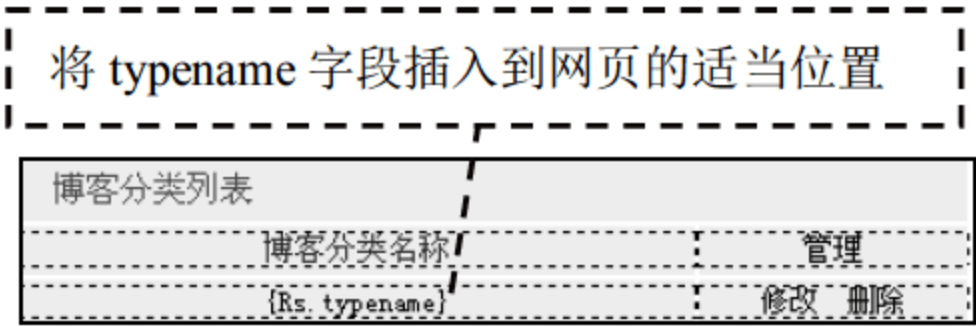 将 typename 字段插入到网页的适当位置
博客分类列表
博客分类名称 管理
{Rs.typename} 修改 删除